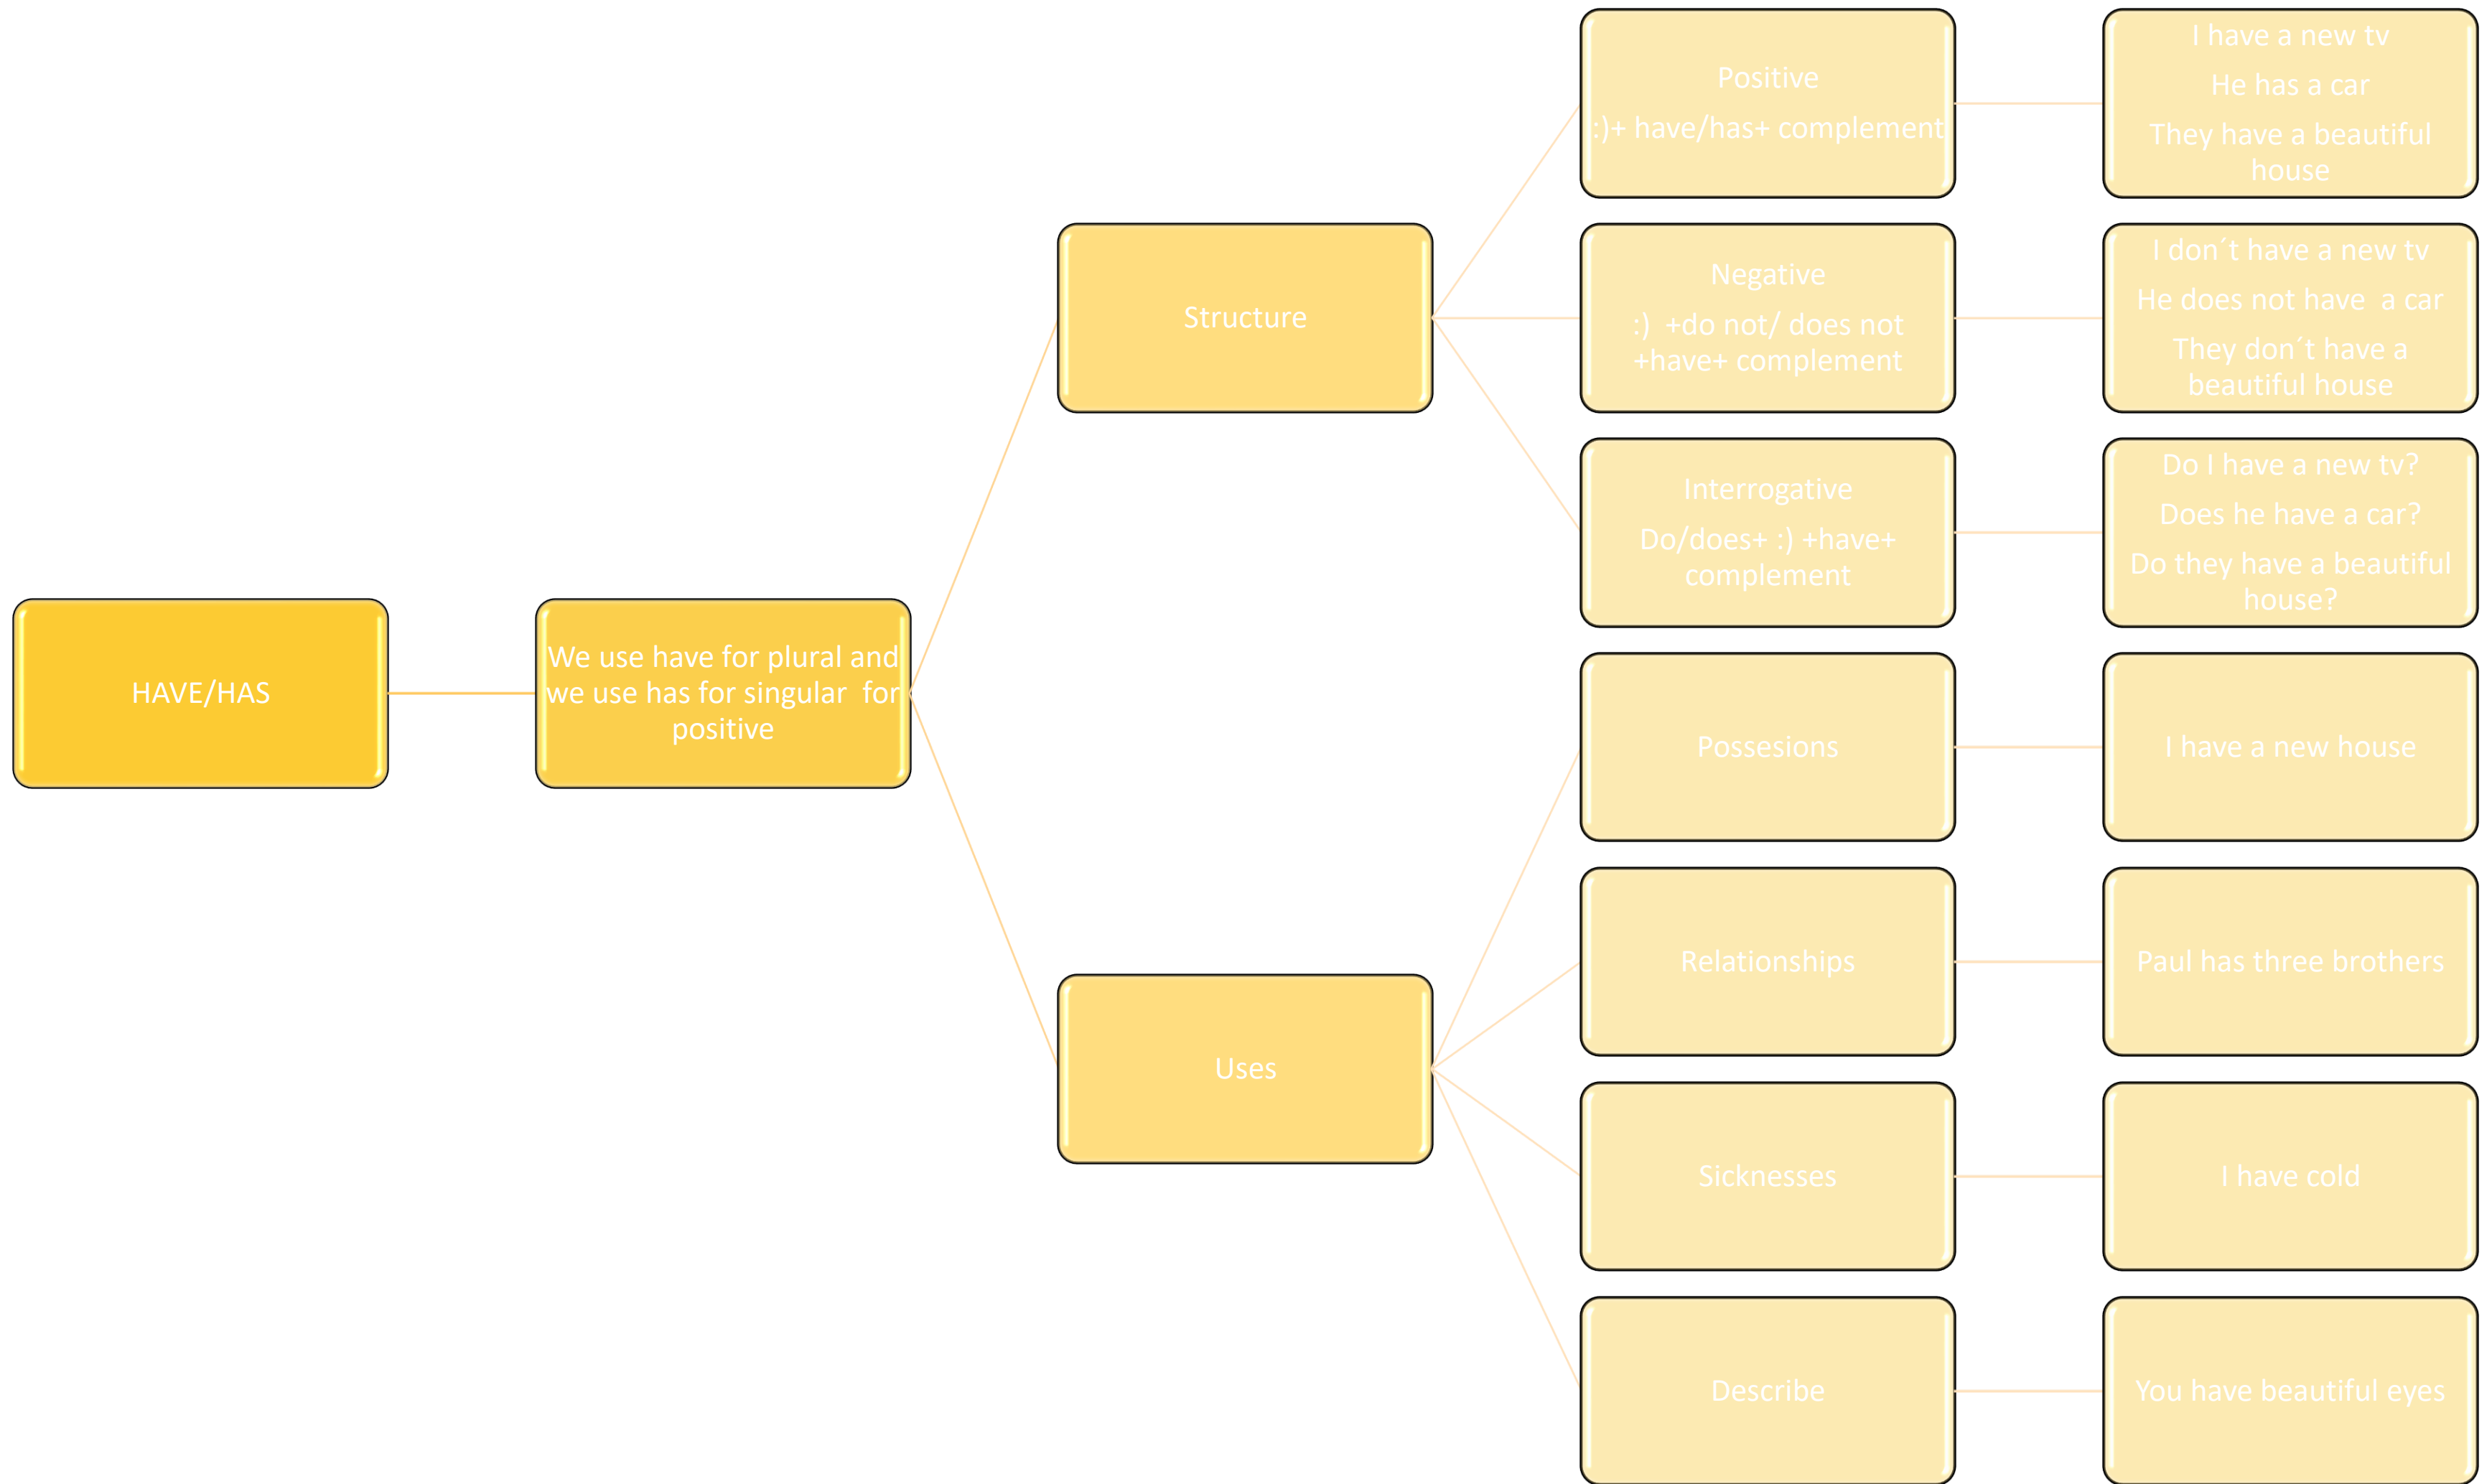 HAVE/HAS
We use have for plural and
we use has for singular  for
positive
Structure
Positive
:)+ have/has+ complement
I have a new tv
He has a car
They have a beautiful
house
Negative
:)  +do not/ does not
+have+ complement
I don´t have a new tv
He does not have  a car
They don´t have a
beautiful house
Interrogative
Do/does+ :) +have+
complement
Do I have a new tv?
Does he have a car?
Do they have a beautiful
house?
Uses
Possesions
I have a new house
Relationships
Paul has three brothers
Sicknesses
I have cold
Describe
You have beautiful eyes